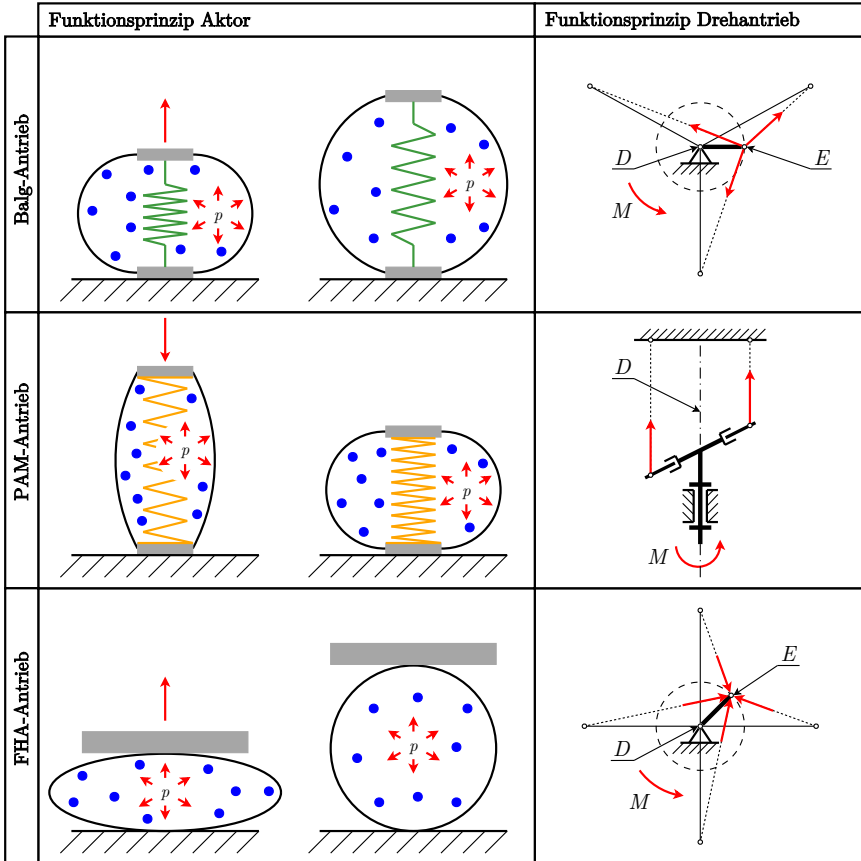 Funktionsprinzip Aktor
Funktionsprinzip Drehantrieb
Balg-Antrieb
p
p
D
E
M
PAM-Antrieb
p
p
D
M
FHA-Antrieb
p
p
E
D
M